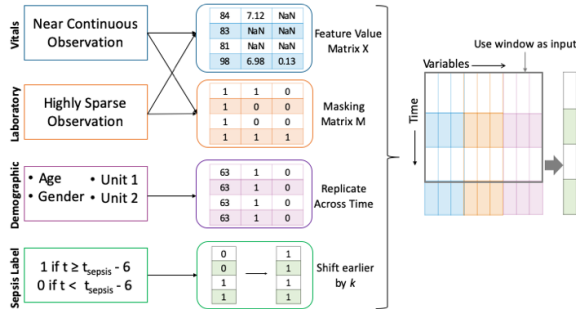 Vitals
Near Continuous
Observation
84 7.12 NaN
83 NaN NaN
81 NaN NaN
98 6.98 0.13
Feature Value
Matrix X
Laboratory
Highly Sparse
Observation
1 1 0
1 0 0
1 0 0
1 1 1
Masking
Matrix M
Demographic
• Age • Unit 1
• Gender • Unit 2
63 1 0
63 1 0
63 1 0
63 1 0
Replicate
Across Time
Sepsis Label
1 if t ≥ tsepsis - 6
0 if t < tsepsis - 6
0 1
0 1
1 1
1 1
Shift earlier
by k
Use window as input
Variables
Time